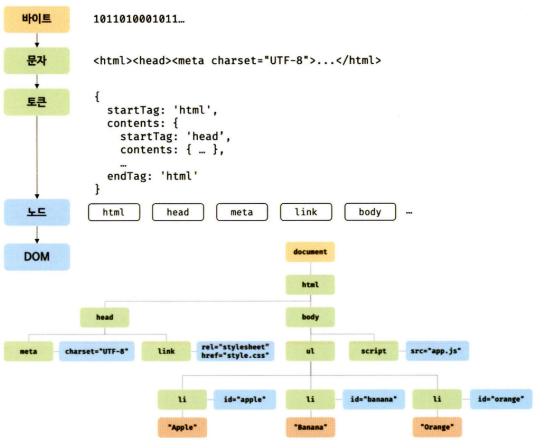 바이트 1011010001011…
문자 <html><head><meta charset="UTF-8">...</html>
토큰 {
startTag: 'html',
contents: {
startTag: 'head',
contents: { … },
…
endTag: 'html'
}
노드 html head meta link body …
DOM
document
html
head body
meta charset="UTF-8" link rel="stylesheet"
href="style.css" ul script src="app.js"
li id="apple" li id="banana" li id="orange"
"Apple" "Banana" "Orange"